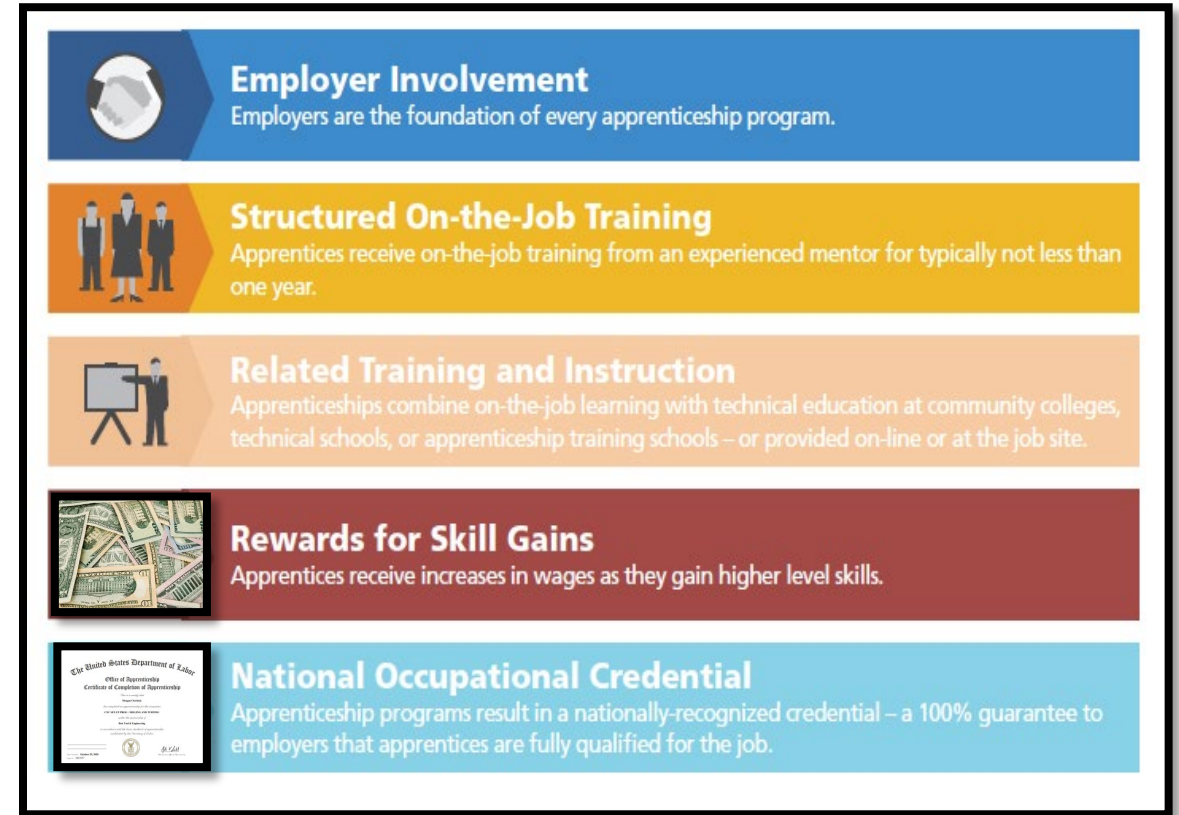 Employer Involvement
Employers are the foundation of every apprenticeship program.
Structured On-the-Job Training
Apprentices receive on-the-job training from an experienced mentor for typically not less than
one year.
Related Training and Instruction
Apprenticeships combine on-the-job learning with technical education at community colleges,
technical schools, or apprenticeship training schools – or provided on-line or at the job site.
Rewards for Skill Gains
Apprentices receive increases in wages as they gain higher level skills.
The United States Department of Labor
Office of Apprenticeship
Certificate of Completion of Apprenticeship
National Occupational Credential
Apprenticeship programs result in a nationally-recognized credential – a 100% guarantee to
employers that apprentices are fully qualified for the job.